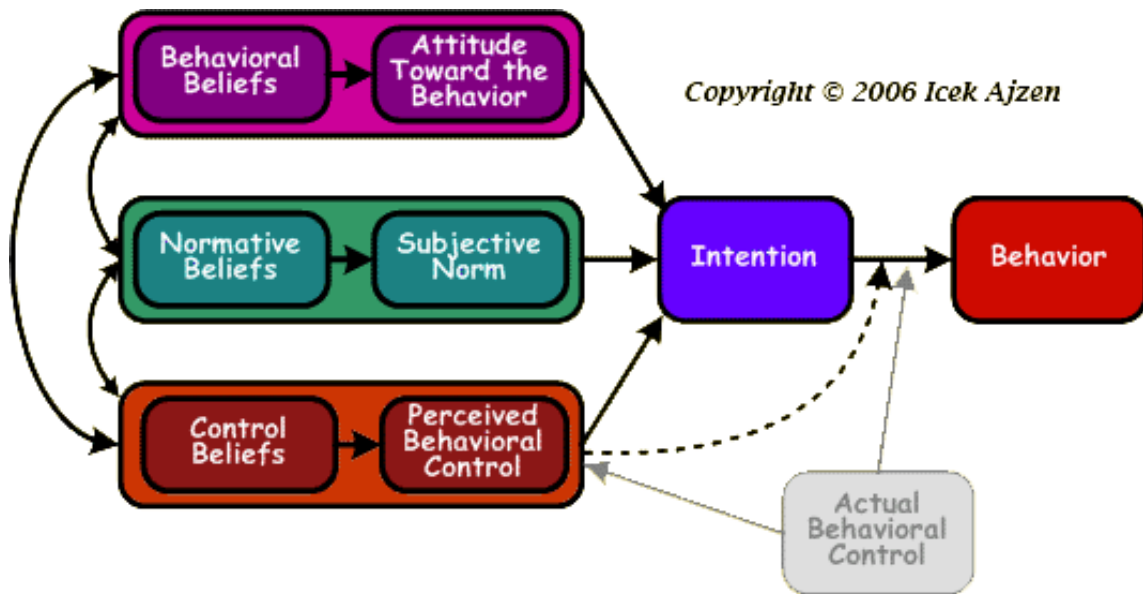 Behavioral
Beliefs
Attitude
Toward the
Behavior
Copyright © 2006 Icek Ajzen
Normative
Beliefs
Subjective
Norm
Intention
Behavior
Control
Beliefs
Perceived
Behavioral
Control
Actual
Behavioral
Control